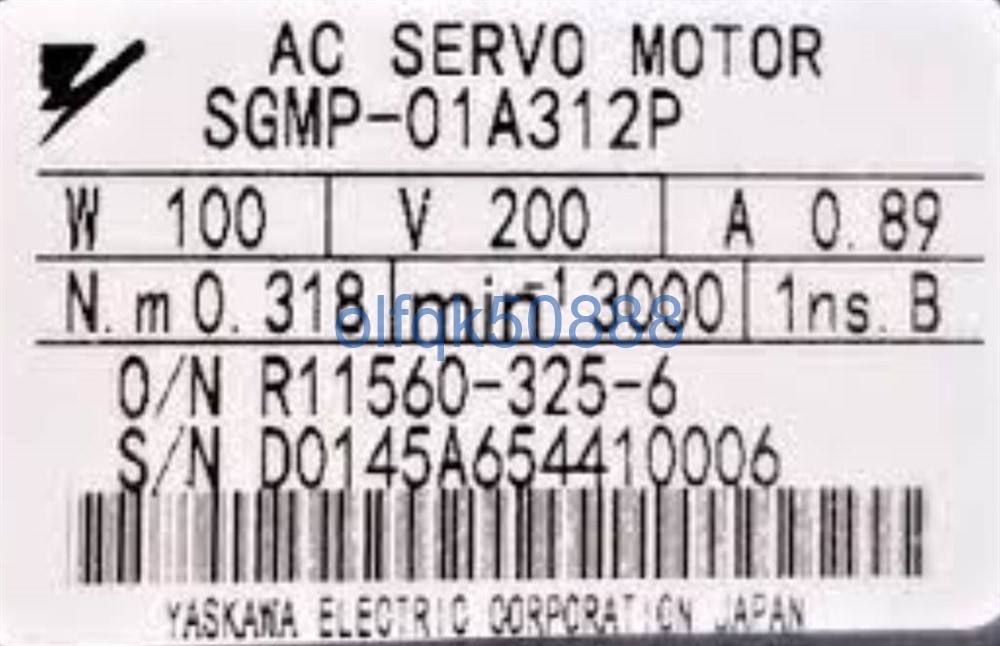 AC SERVO MOTOR
SGMP-01A312P
W 100 V 200 A 0.89
N.m 0.318 min-1 3000 Ins.B
olfqk50888
O/N R11560-325-6
S/N D0145A654410006
YASKAWA ELECTRIC CORPORATION JAPAN